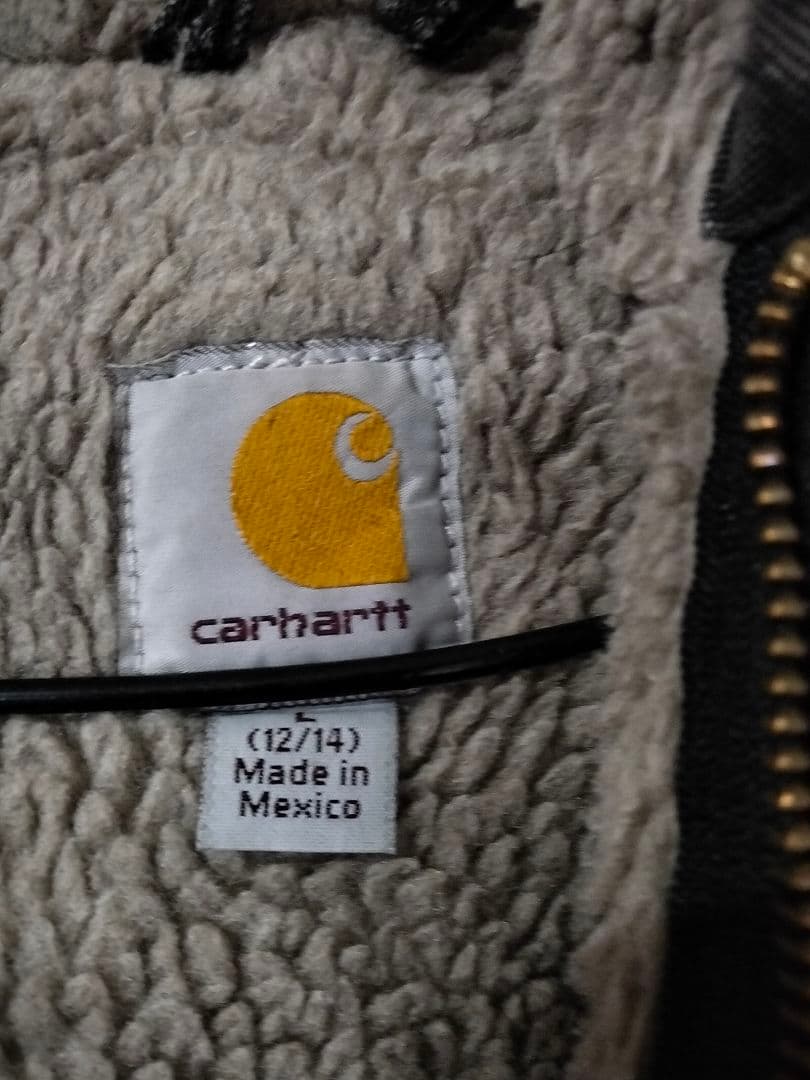 carhartt
L
(12/14)
Made in
Mexico